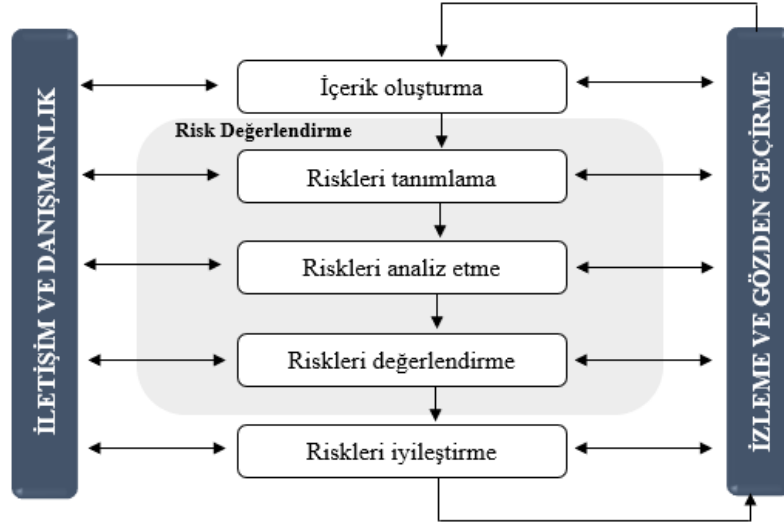 İLETİŞİM VE DANIŞMANLIK
İçerik oluşturma
Risk Değerlendirme
Riskleri tanımlama
Riskleri analiz etme
Riskleri değerlendirme
Riskleri iyileştirme
İZLEME VE GÖZDEN GEÇİRME